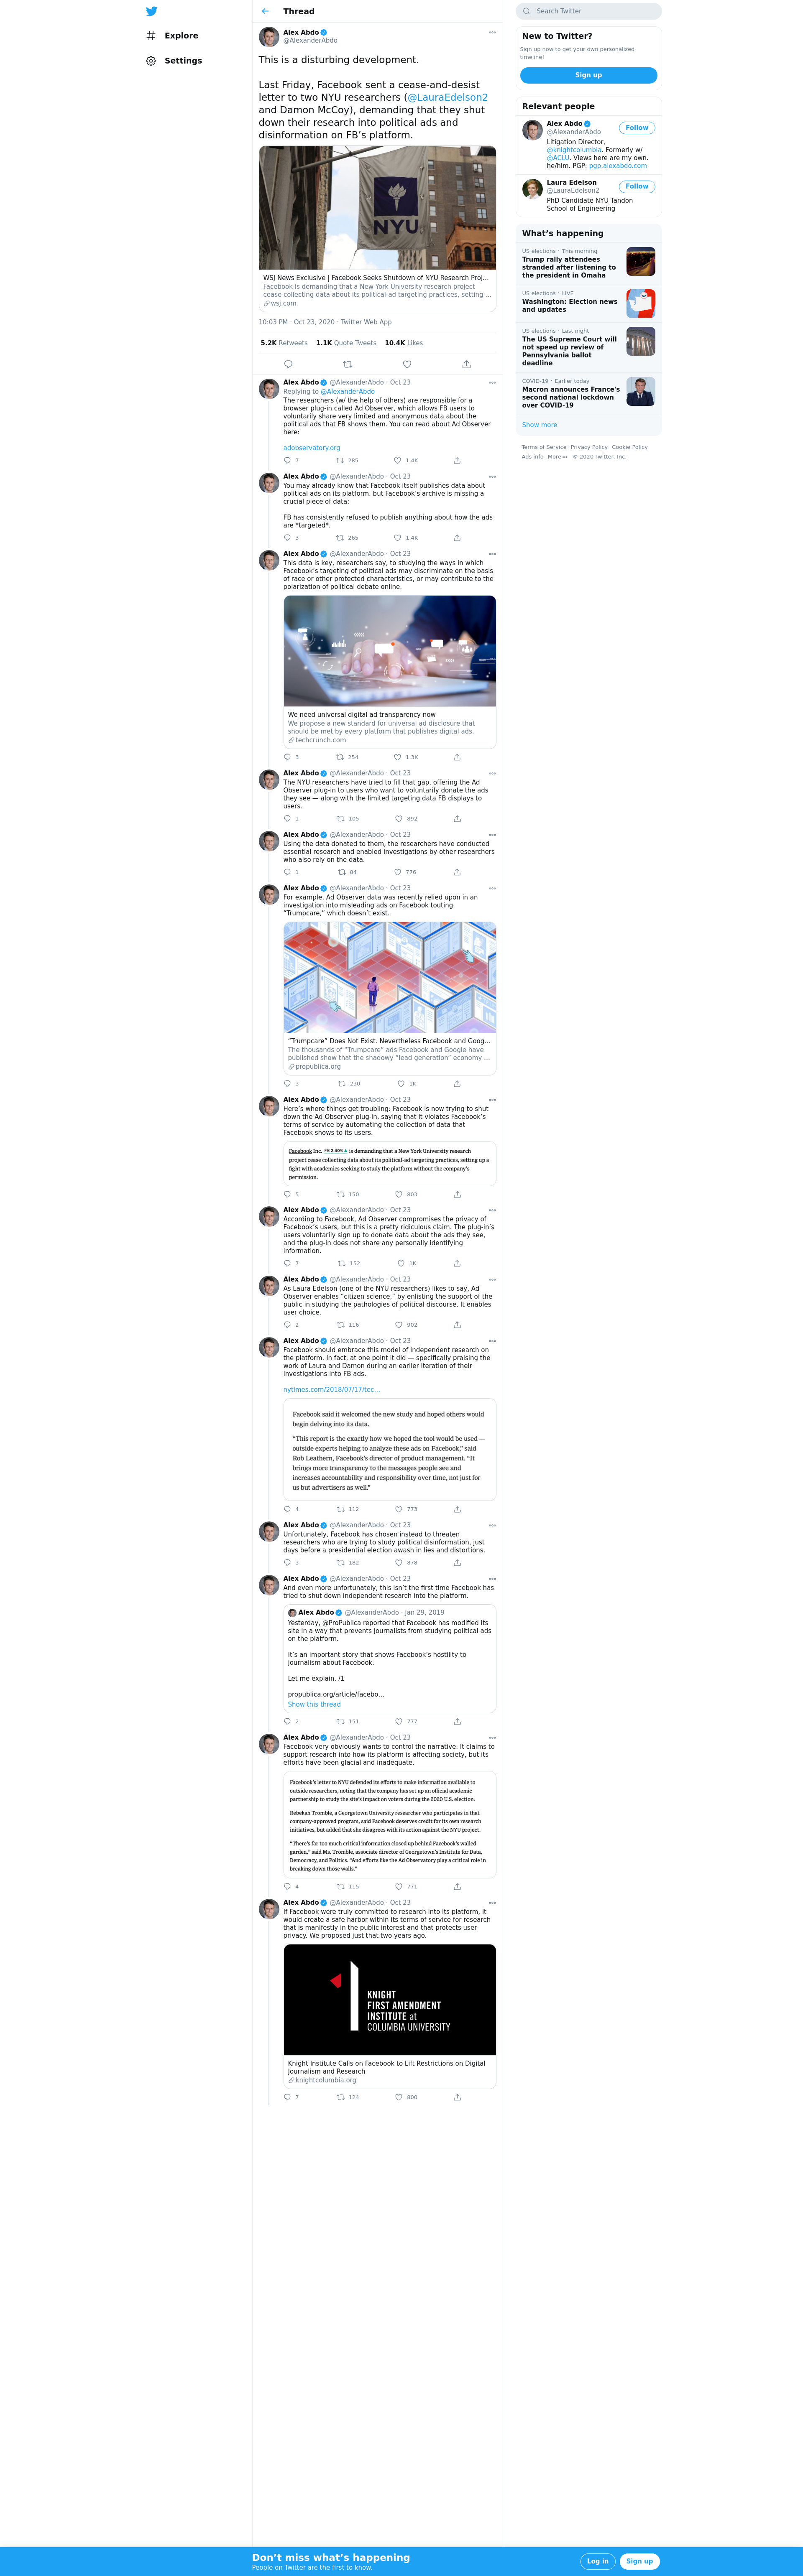 Explore
Settings
Thread
Alex Abdo
@AlexanderAbdo
This is a disturbing development.
Last Friday, Facebook sent a cease-and-desist
letter to two NYU researchers (@LauraEdelson2
and Damon McCoy), demanding that they shut
down their research into political ads and
disinformation on FB’s platform.
NYU
WSJ News Exclusive | Facebook Seeks Shutdown of NYU Research Proj...
Facebook is demanding that a New York University research project
cease collecting data about its political-ad targeting practices, setting ...
wsj.com
10:03 PM · Oct 23, 2020 · Twitter Web App
5.2K Retweets 1.1K Quote Tweets 10.4K Likes
Alex Abdo @AlexanderAbdo · Oct 23
Replying to @AlexanderAbdo
The researchers (w/ the help of others) are responsible for a
browser plug-in called Ad Observer, which allows FB users to
voluntarily share very limited and anonymous data about the
political ads that FB shows them. You can read about Ad Observer
here:
adobservatory.org
7 285 1.4K
Alex Abdo @AlexanderAbdo · Oct 23
You may already know that Facebook itself publishes data about
political ads on its platform. but Facebook’s archive is missing a
crucial piece of data:
FB has consistently refused to publish anything about how the ads
are *targeted*.
3 265 1.4K
Alex Abdo @AlexanderAbdo · Oct 23
This data is key, researchers say, to studying the ways in which
Facebook’s targeting of political ads may discriminate on the basis
of race or other protected characteristics, or may contribute to the
polarization of political debate online.
We need universal digital ad transparency now
We propose a new standard for universal ad disclosure that
should be met by every platform that publishes digital ads.
techcrunch.com
3 254 1.3K
Alex Abdo @AlexanderAbdo · Oct 23
The NYU researchers have tried to fill that gap, offering the Ad
Observer plug-in to users who want to voluntarily donate the ads
they see — along with the limited targeting data FB displays to
users.
1 105 892
Alex Abdo @AlexanderAbdo · Oct 23
Using the data donated to them, the researchers have conducted
essential research and enabled investigations by other researchers
who also rely on the data.
1 84 776
Alex Abdo @AlexanderAbdo · Oct 23
For example, Ad Observer data was recently relied upon in an
investigation into misleading ads on Facebook touting
“Trumpcare,” which doesn’t exist.
“Trumpcare” Does Not Exist. Nevertheless Facebook and Goog...
The thousands of “Trumpcare” ads Facebook and Google have
published show that the shadowy “lead generation” economy ...
propublica.org
3 230 1K
Alex Abdo @AlexanderAbdo · Oct 23
Here’s where things get troubling: Facebook is now trying to shut
down the Ad Observer plug-in, saying that it violates Facebook’s
terms of service by automating the collection of data that
Facebook shows to its users.
Facebook Inc. FB 2.40% ▲ is demanding that a New York University research
project cease collecting data about its political-ad targeting practices, setting up a
fight with academics seeking to study the platform without the company’s
permission.
5 150 803
Alex Abdo @AlexanderAbdo · Oct 23
According to Facebook, Ad Observer compromises the privacy of
Facebook’s users, but this is a pretty ridiculous claim. The plug-in’s
users voluntarily sign up to donate data about the ads they see,
and the plug-in does not share any personally identifying
information.
7 152 1K
Alex Abdo @AlexanderAbdo · Oct 23
As Laura Edelson (one of the NYU researchers) likes to say, Ad
Observer enables “citizen science,” by enlisting the support of the
public in studying the pathologies of political discourse. It enables
user choice.
2 116 902
Alex Abdo @AlexanderAbdo · Oct 23
Facebook should embrace this model of independent research on
the platform. In fact, at one point it did — specifically praising the
work of Laura and Damon during an earlier iteration of their
investigations into FB ads.
nytimes.com/2018/07/17/tec...
Facebook said it welcomed the new study and hoped others would
begin delving into its data.
“This report is the exactly how we hoped the tool would be used —
outside experts helping to analyze these ads on Facebook,” said
Rob Leathern, Facebook’s director of product management. “It
brings more transparency to the messages people see and
increases accountability and responsibility over time, not just for
us but advertisers as well.”
4 112 773
Alex Abdo @AlexanderAbdo · Oct 23
Unfortunately, Facebook has chosen instead to threaten
researchers who are trying to study political disinformation, just
days before a presidential election awash in lies and distortions.
3 182 878
Alex Abdo @AlexanderAbdo · Oct 23
And even more unfortunately, this isn’t the first time Facebook has
tried to shut down independent research into the platform.
Alex Abdo @AlexanderAbdo · Jan 29, 2019
Yesterday, @ProPublica reported that Facebook has modified its
site in a way that prevents journalists from studying political ads
on the platform.
It’s an important story that shows Facebook’s hostility to
journalism about Facebook.
Let me explain. /1
propublica.org/article/facebo...
Show this thread
2 151 777
Alex Abdo @AlexanderAbdo · Oct 23
Facebook very obviously wants to control the narrative. It claims to
support research into how its platform is affecting society, but its
efforts have been glacial and inadequate.
Facebook’s letter to NYU defended its efforts to make information available to
outside researchers, noting that the company has set up an official academic
partnership to study the site’s impact on voters during the 2020 U.S. election.
Rebekah Tromble, a Georgetown University researcher who participates in that
company-approved program, said Facebook deserves credit for its own research
initiatives, but added that she disagrees with its action against the NYU project.
“There’s far too much critical information closed up behind Facebook’s walled
garden,” said Ms. Tromble, associate director of Georgetown’s Institute for Data,
Democracy, and Politics. “And efforts like the Ad Observatory play a critical role in
breaking down those walls.”
4 115 771
Alex Abdo @AlexanderAbdo · Oct 23
If Facebook were truly committed to research into its platform, it
would create a safe harbor within its terms of service for research
that is manifestly in the public interest and that protects user
privacy. We proposed just that two years ago.
KNIGHT
FIRST AMENDMENT
INSTITUTE at
COLUMBIA UNIVERSITY
Knight Institute Calls on Facebook to Lift Restrictions on Digital
Journalism and Research
knightcolumbia.org
7 124 800
Search Twitter
New to Twitter?
Sign up now to get your own personalized
timeline!
Sign up
Relevant people
Alex Abdo
@AlexanderAbdo
Follow
Litigation Director,
@knightcolumbia. Formerly w/
@ACLU. Views here are my own.
he/him. PGP: pgp.alexabdo.com
Laura Edelson
@LauraEdelson2
Follow
PhD Candidate NYU Tandon
School of Engineering
What’s happening
US elections · This morning
Trump rally attendees
stranded after listening to
the president in Omaha
US elections · LIVE
Washington: Election news
and updates
US elections · Last night
The US Supreme Court will
not speed up review of
Pennsylvania ballot
deadline
COVID-19 · Earlier today
Macron announces France’s
second national lockdown
over COVID-19
Show more
Terms of Service Privacy Policy Cookie Policy
Ads info More © 2020 Twitter, Inc.
Don’t miss what’s happening
People on Twitter are the first to know.
Log in
Sign up